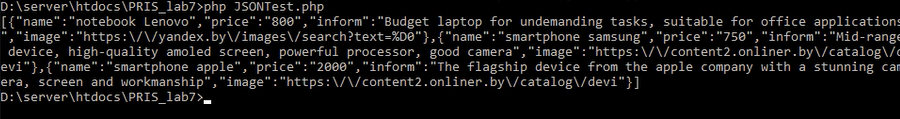 D:\server\htdocs\PRIS_lab7>php JSONTest.php
[{"name":"notebook Lenovo","price":"800","inform":"Budget laptop for undemanding tasks, suitable for office applications
","image":"https:\/\/yandex.by\/images\/search?text=%D0"},{"name":"smartphone samsung","price":"750","inform":"Mid-range
 device, high-quality amoled screen, powerful processor, good camera","image":"https:\/\/content2.onliner.by\/catalog\/d
evi"},{"name":"smartphone apple","price":"2000","inform":"The flagship device from the apple company with a stunning cam
era, screen and workmanship","image":"https:\/\/content2.onliner.by\/catalog\/devi"}]
D:\server\htdocs\PRIS_lab7>